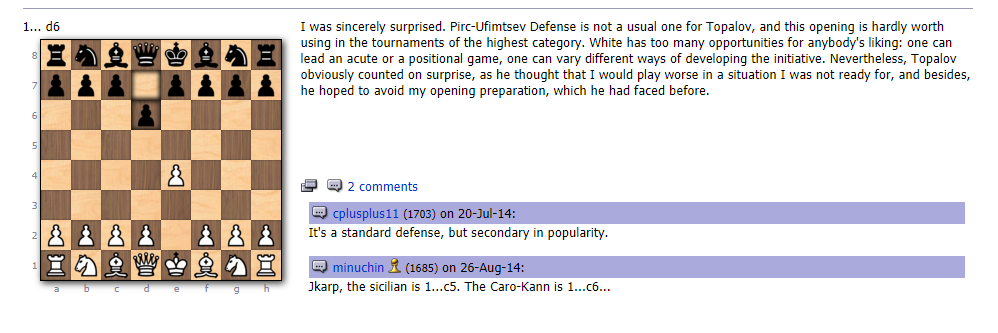 1... d6
I was sincerely surprised. Pirc-Ufimtsev Defense is not a usual one for Topalov, and this opening is hardly worth
using in the tournaments of the highest category. White has too many opportunities for anybody's liking: one can
lead an acute or a positional game, one can vary different ways of developing the initiative. Nevertheless, Topalov
obviously counted on surprise, as he thought that I would play worse in a situation I was not ready for, and besides,
he hoped to avoid my opening preparation, which he had faced before.
8
7
6
5
4
3
2
1
a b c d e f g h
2 comments
cplusplus11 (1703) on 20-Jul-14:
It's a standard defense, but secondary in popularity.
minuchin (1685) on 26-Aug-14:
Jkarp, the sicilian is 1...c5. The Caro-Kann is 1...c6...